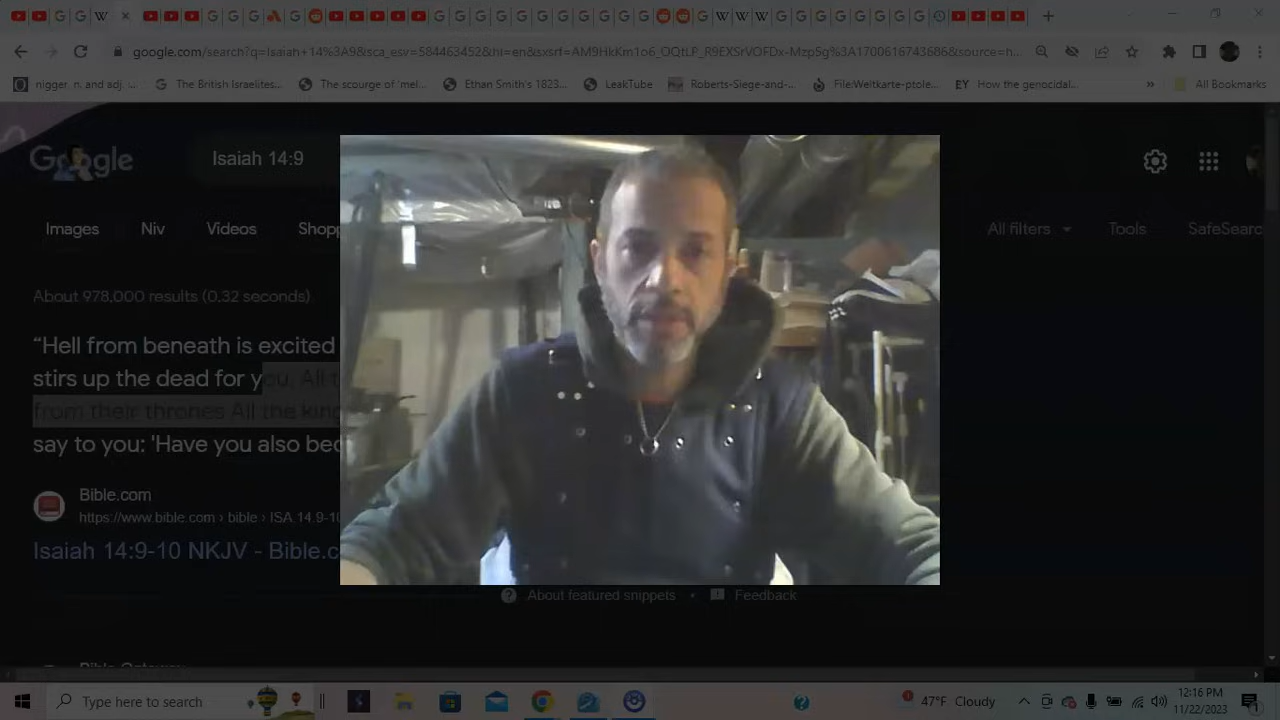 google.com/search?q=Isaiah+14%3A9&sca_esv=584463452&hl=en&sxsrf=AM9HkKm1o6_OQtLP_R9EXSrVOFDx-Mzp5g%3A1700616743686&source=h...
nigger, n. and adj. ...
The British Israelites...
The scourge of 'mel...
Ethan Smith's 1823...
LeakTube
Roberts-Siege-and-...
File:Weltkarte-ptole...
EY How the genocidal...
»
All Bookmarks
Google
Isaiah 14:9
Images
Niv
Videos
Shopp
All filters
Tools
SafeSearc
About 978,000 results (0.32 seconds)
“Hell from beneath is excited
stirs up the dead for you, All t
from their thrones All the king
say to you: 'Have you also bec
Bible.com
https://www.bible.com › bible › ISA.14.9-10
Isaiah 14:9-10 NKJV - Bible.c
About featured snippets
•
Feedback
Bible Gateway
Type here to search
47°F Cloudy
12:16 PM
11/22/2023